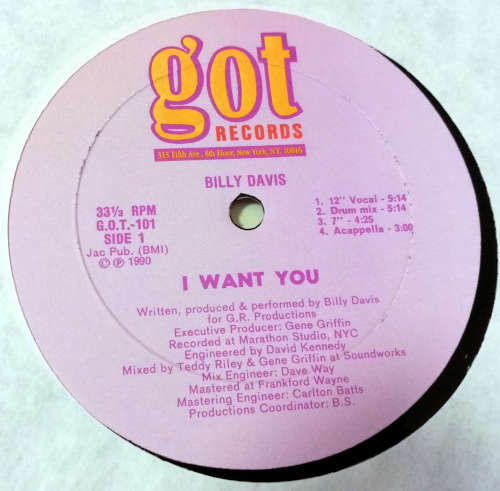 got
RECORDS
315 Fifth Ave., 8th Floor, New York, N.Y. 10016
BILLY DAVIS
33⅓ RPM
G.O.T.-101
SIDE 1
Jac Pub. (BMI)
© ℗ 1990
1. 12" Vocal - 5:14
2. Drum mix - 5:14
3. 7" - 4:25
4. Acappella - 3:00
I WANT YOU
Written, produced & performed by Billy Davis
for G.R. Productions
Executive Producer: Gene Griffin
Recorded at Marathon Studio, NYC
Engineered by David Kennedy
Mixed by Teddy Riley & Gene Griffin at Soundworks
Mix Engineer: Dave Way
Mastered at Frankford Wayne
Mastering Engineer: Carlton Batts
Productions Coordinator: B.S.